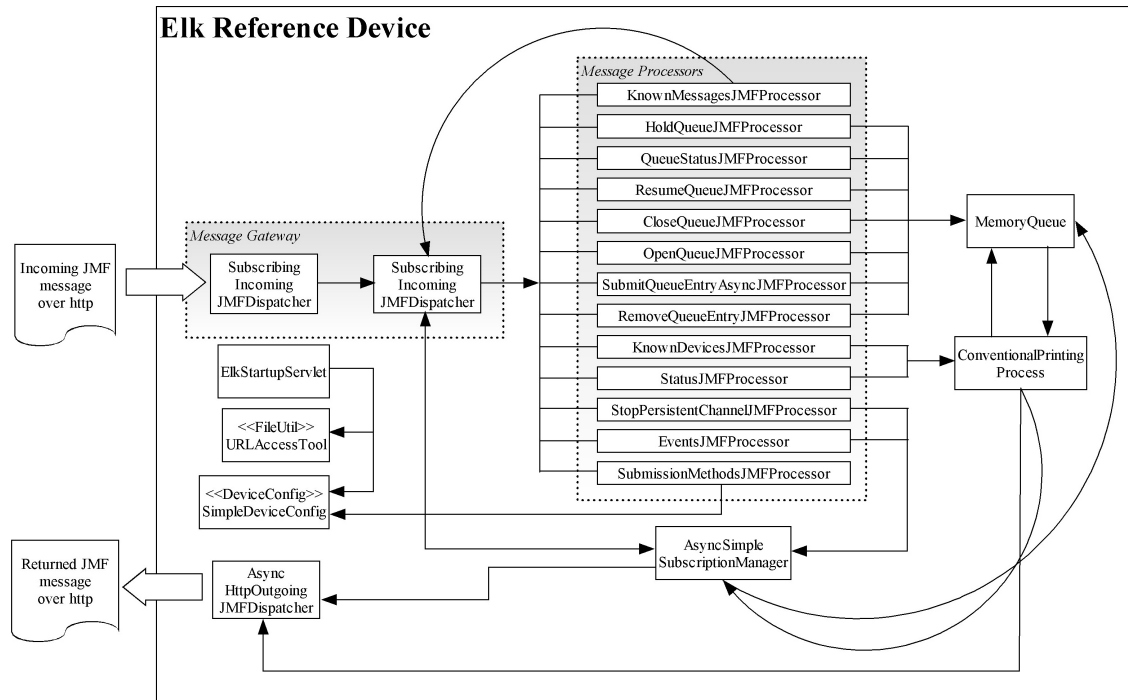 Elk Reference Device
Message Processors
KnownMessagesJMFProcessor
HoldQueueJMFProcessor
QueueStatusJMFProcessor
ResumeQueueJMFProcessor
CloseQueueJMFProcessor
OpenQueueJMFProcessor
SubmitQueueEntryAsyncJMFProcessor
RemoveQueueEntryJMFProcessor
KnownDevicesJMFProcessor
StatusJMFProcessor
StopPersistentChannelJMFProcessor
EventsJMFProcessor
SubmissionMethodsJMFProcessor
MemoryQueue
ConventionalPrinting
Process
Message Gateway
Incoming JMF
message
over http
Subscribing
Incoming
JMFDispatcher
Subscribing
Incoming
JMFDispatcher
ElkStartupServlet
<<FileUtil>>
URLAccessTool
<<DeviceConfig>>
SimpleDeviceConfig
AsyncSimple
SubscriptionManager
Returned JMF
message
over http
Async
HttpOutgoing
JMFDispatcher